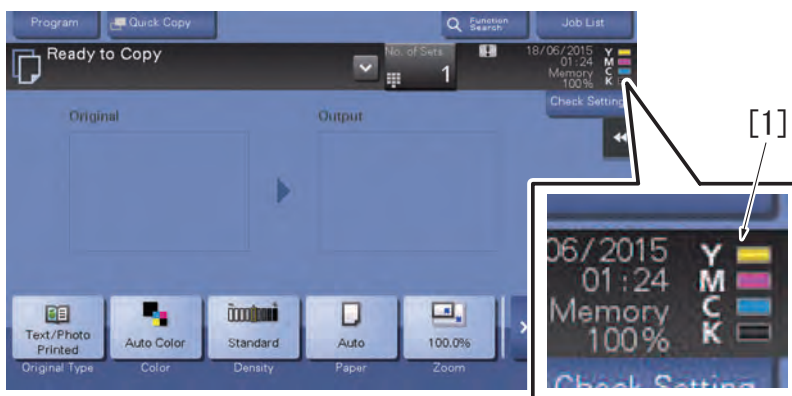 Program
Quick Copy
Function Search
Job List
Ready to Copy
No. of Sets
1
18/06/2015
01:24
Memory
100%
Y
M
C
K
Check Setting
Original
Output
Text/Photo
Printed
Auto Color
Standard
Auto
100.0%
Original Type
Color
Density
Paper
Zoom
[1]
06/2015
01:24
Memory
100%
Y
M
C
K
Check Setting